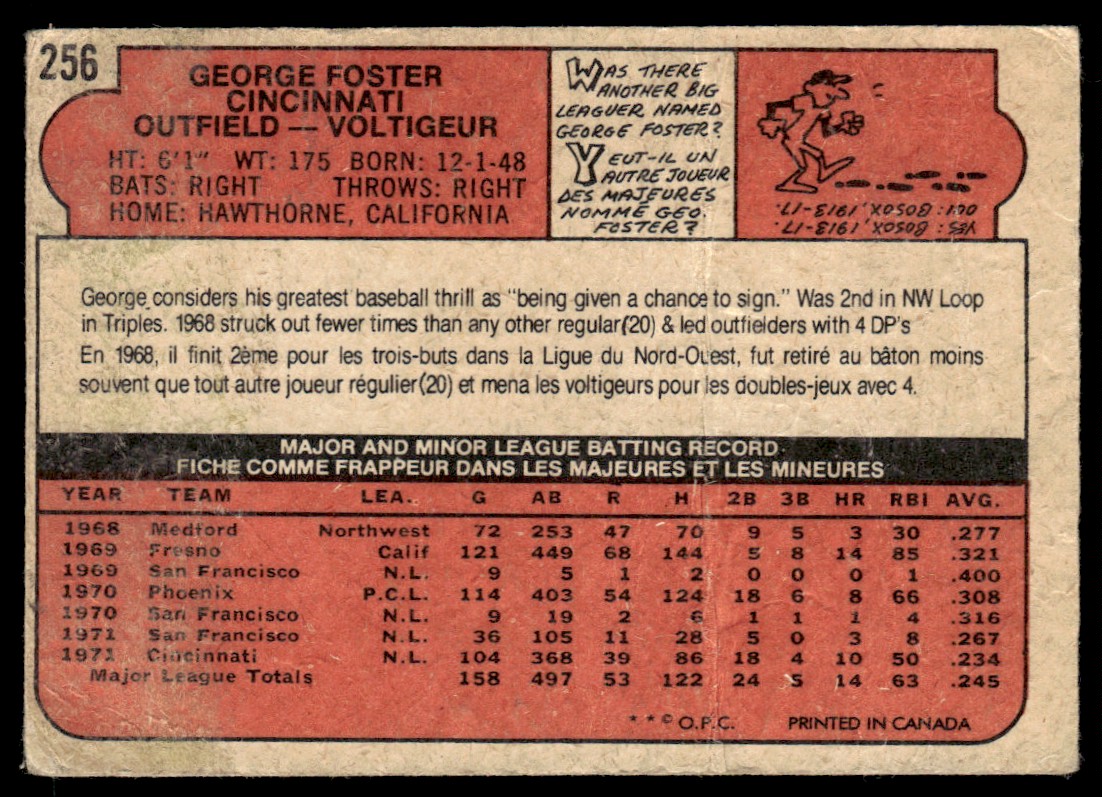 256
GEORGE FOSTER
CINCINNATI
OUTFIELD — VOLTIGEUR
HT: 6'1" WT: 175 BORN: 12-1-48
BATS: RIGHT THROWS: RIGHT
HOME: HAWTHORNE, CALIFORNIA
WAS THERE
ANOTHER BIG
LEAGUER NAMED
GEORGE FOSTER?
Y EUT-IL UN
AUTRE JOUEUR
DES MAJEURES
NOMMÉ GEO.
FOSTER?
YES: BOSOX, 1913-17.
OUI: BOSOX, 1913-17.
George considers his greatest baseball thrill as "being given a chance to sign." Was 2nd in NW Loop
in Triples. 1968 struck out fewer times than any other regular(20) & led outfielders with 4 DP's
En 1968, il finit 2ème pour les trois-buts dans la Ligue du Nord-Ouest, fut retiré au bâton moins
souvent que tout autre joueur régulier(20) et mena les voltigeurs pour les doubles-jeux avec 4.
MAJOR AND MINOR LEAGUE BATTING RECORD
FICHE COMME FRAPPEUR DANS LES MAJEURES ET LES MINEURES
YEAR TEAM LEA. G AB R H 2B 3B HR RBI AVG.
1968 Medford Northwest 72 253 47 70 9 5 3 30 .277
1969 Fresno Calif 121 449 68 144 5 8 14 85 .321
1969 San Francisco N.L. 9 5 1 2 0 0 0 1 .400
1970 Phoenix P.C.L. 114 403 54 124 18 6 8 66 .308
1970 San Francisco N.L. 9 19 2 6 1 1 1 4 .316
1971 San Francisco N.L. 36 105 11 28 5 0 3 8 .267
1971 Cincinnati N.L. 104 368 39 86 18 4 10 50 .234
Major League Totals 158 497 53 122 24 5 14 63 .245
* * © O.P.C. PRINTED IN CANADA